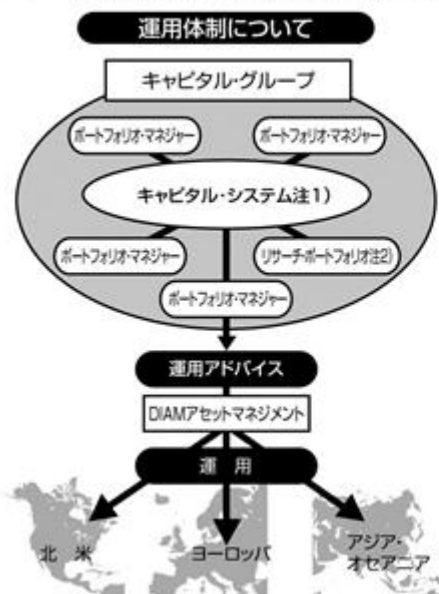 運用体制について
キャピタル・グループ
ポートフォリオ・マネジャー
ポートフォリオ・マネジャー
キャピタル・システム注1)
ポートフォリオ・マネジャー
リサーチ・ポートフォリオ注2)
ポートフォリオ・マネジャー
運用アドバイス
DIAMアセットマネジメント
運 用
北 米
ヨーロッパ
アジア・
オセアニア